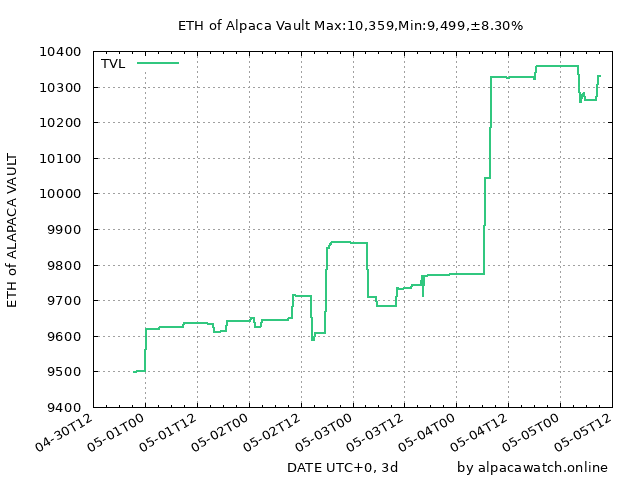 ETH of Alpaca Vault Max:10,359,Min:9,499,±8.30%
TVL
10400
10300
10200
10100
10000
9900
9800
9700
9600
9500
9400
ETH of ALAPACA VAULT
04-30T12
05-01T00
05-01T12
05-02T00
05-02T12
05-03T00
05-03T12
05-04T00
05-04T12
05-05T00
05-05T12
DATE UTC+0, 3d
by alpacawatch.online